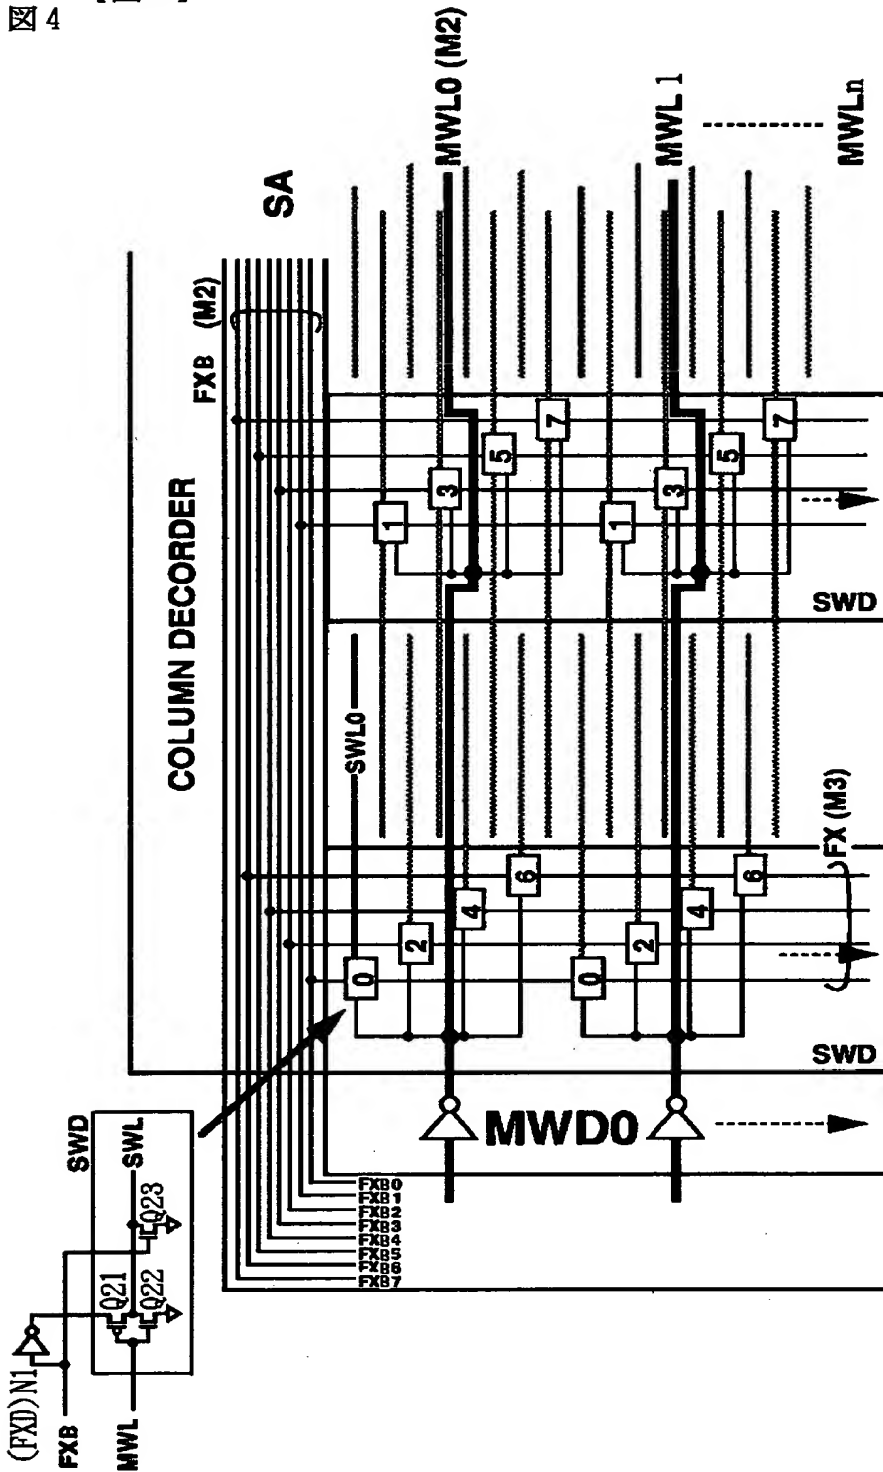 図4
MWL0 (M2)
MWL1
MWLn
SA
FXB (M2)
COLUMN DECORDER
1
3
5
7
1
3
5
7
SWD
SWL0
0
2
4
6
0
2
4
6
FX (M3)
SWD
MWD0
FXB0
FXB1
FXB2
FXB3
FXB4
FXB5
FXB6
FXB7
SWD
SWL
Q21
Q22
Q23
(FXD)N1
FXB
MWL